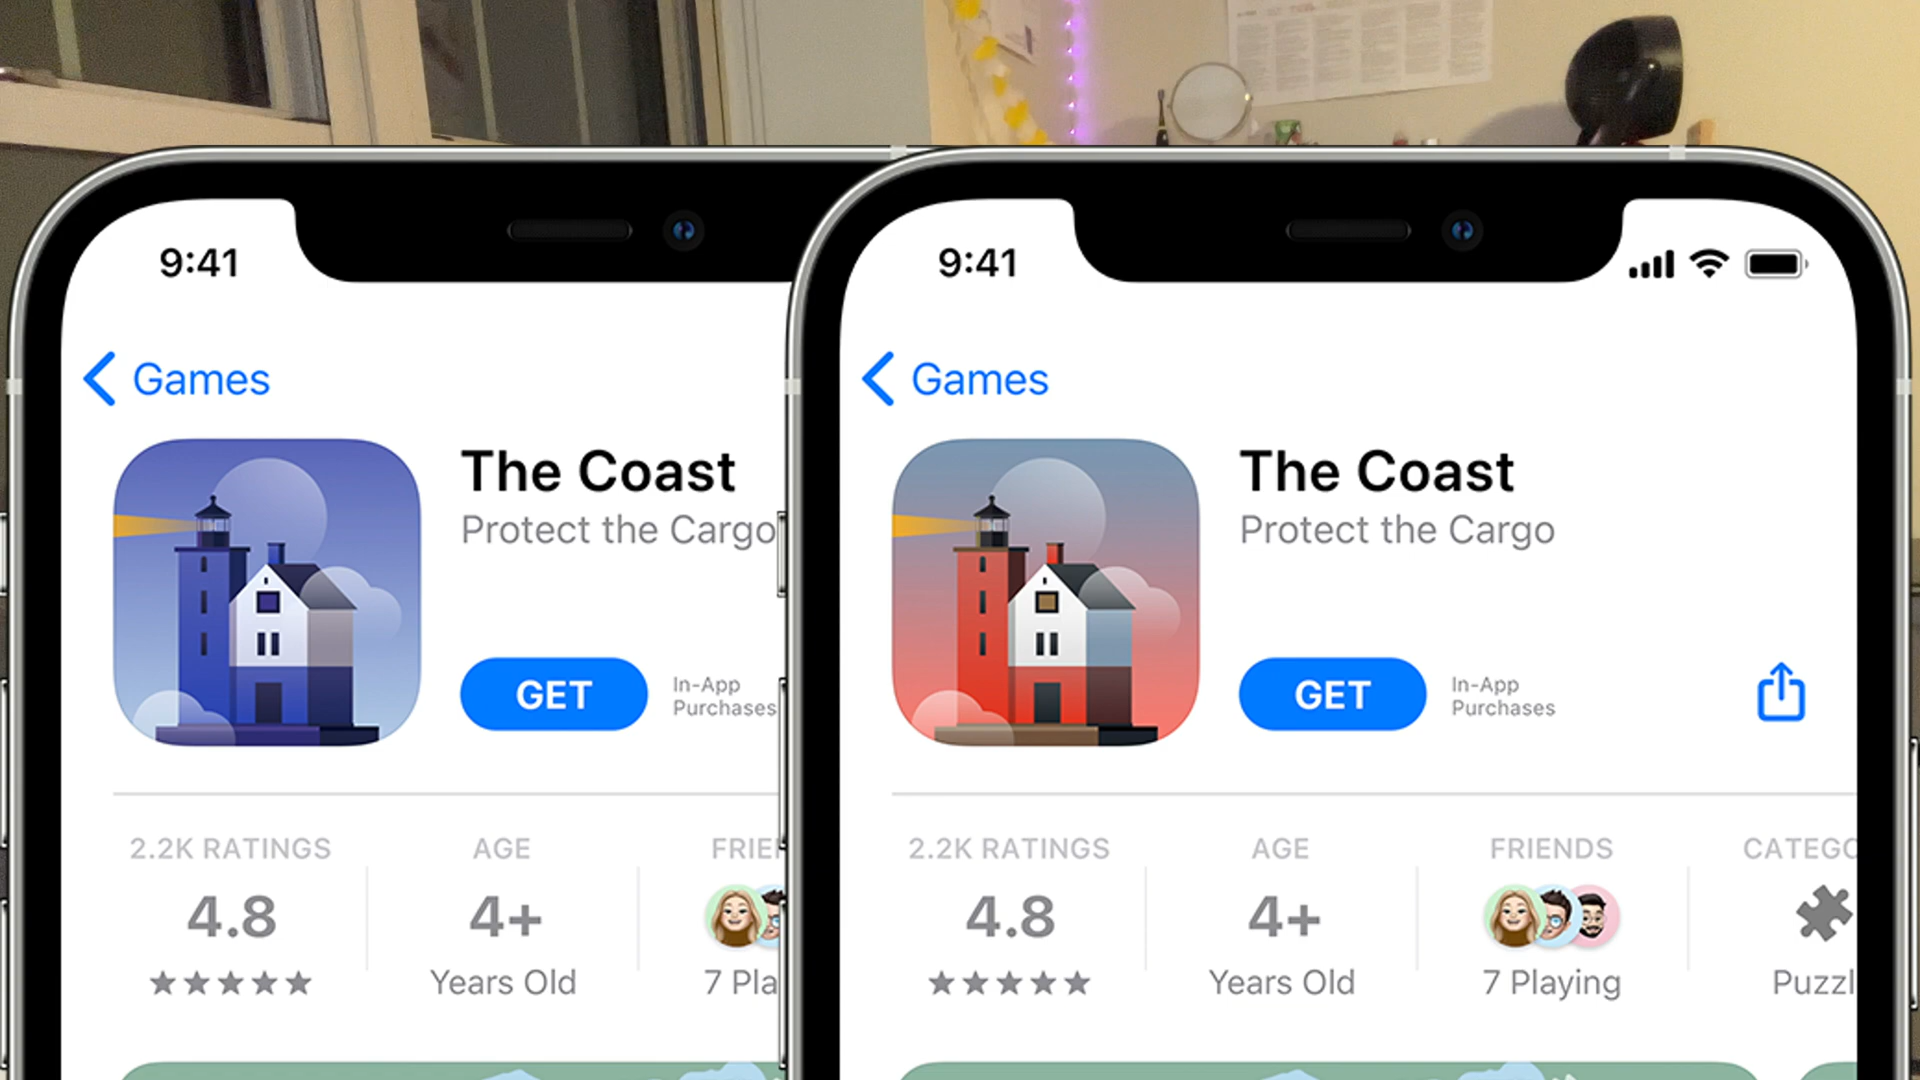 9:41
Games
The Coast
Protect the Cargo
GET
In-App
Purchases
2.2K RATINGS
AGE
4.8
4+
Years Old
7
9:41
Games
The Coast
Protect the Cargo
GET
In-App
Purchases
2.2K RATINGS
AGE
FRIENDS
4.8
4+
Years Old
7 Playing